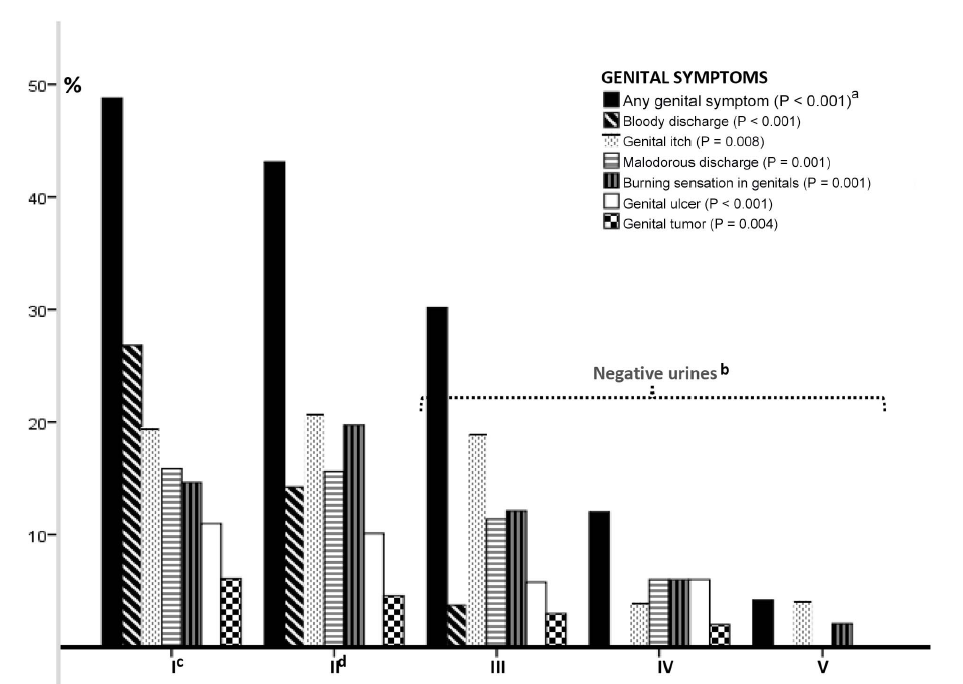 50
%
GENITAL SYMPTOMS
Any genital symptom (P < 0.001)a
Bloody discharge (P < 0.001)
Genital itch (P = 0.008)
Malodorous discharge (P = 0.001)
Burning sensation in genitals (P = 0.001)
Genital ulcer (P < 0.001)
Genital tumor (P = 0.004)
40
30
Negative urines b
20
10
Ic
IId
III
IV
V